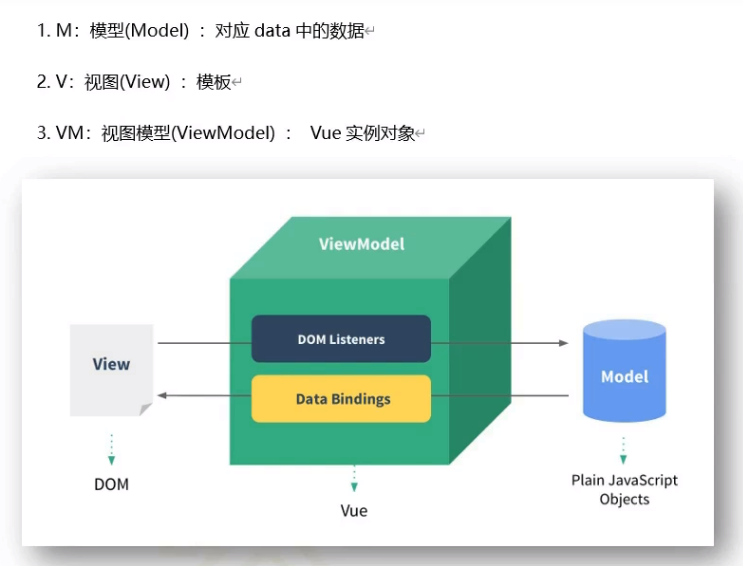 1. M：模型(Model) ：对应 data 中的数据↵
2. V：视图(View) ：模板↵
3. VM：视图模型(ViewModel) ： Vue 实例对象↵
ViewModel
DOM Listeners
View
Model
Data Bindings
DOM
Vue
Plain JavaScript
Objects